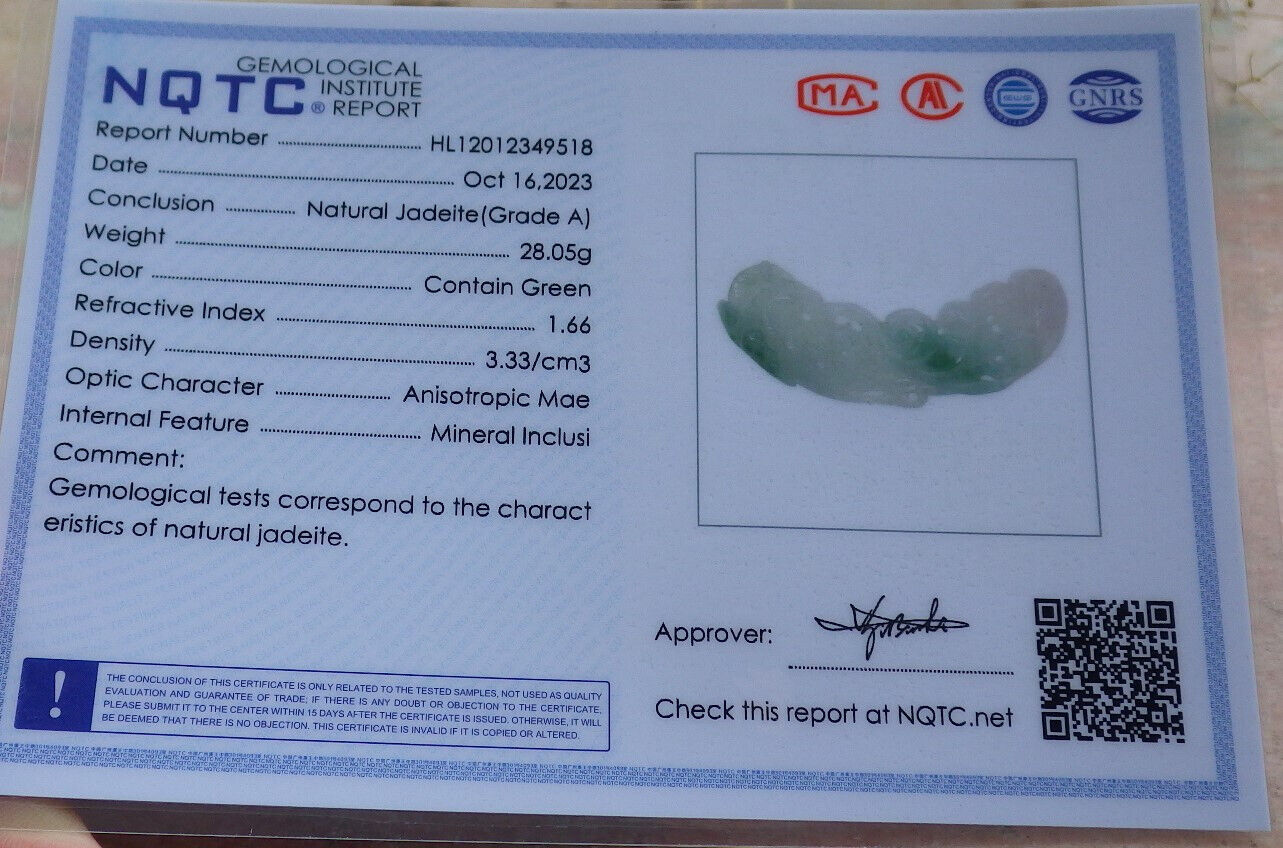 NQTC® GEMOLOGICAL
INSTITUTE
REPORT
MA
GNRS
Report Number ........ HL12012349518
Date ........ Oct 16,2023
Conclusion ........ Natural Jadeite(Grade A)
Weight ........ 28.05g
Color ........ Contain Green
Refractive Index ........ 1.66
Density ........ 3.33/cm3
Optic Character ........ Anisotropic Mae
Internal Feature ........ Mineral Inclusi
Comment:
Gemological tests correspond to the charact
eristics of natural jadeite.
Approver:
Check this report at NQTC.net
! THE CONCLUSION OF THIS CERTIFICATE IS ONLY RELATED TO THE TESTED SAMPLES, NOT USED AS QUALITY
EVALUATION AND GUARANTEE OF TRADE; IF THERE IS ANY DOUBT OR OBJECTION TO THE CERTIFICATE,
PLEASE SUBMIT IT TO THE CENTER WITHIN 15 DAYS AFTER THE CERTIFICATE IS ISSUED. OTHERWISE, IT WILL
BE DEEMED THAT THERE IS NO OBJECTION. THIS CERTIFICATE IS INVALID IF IT IS COPIED OR ALTERED.